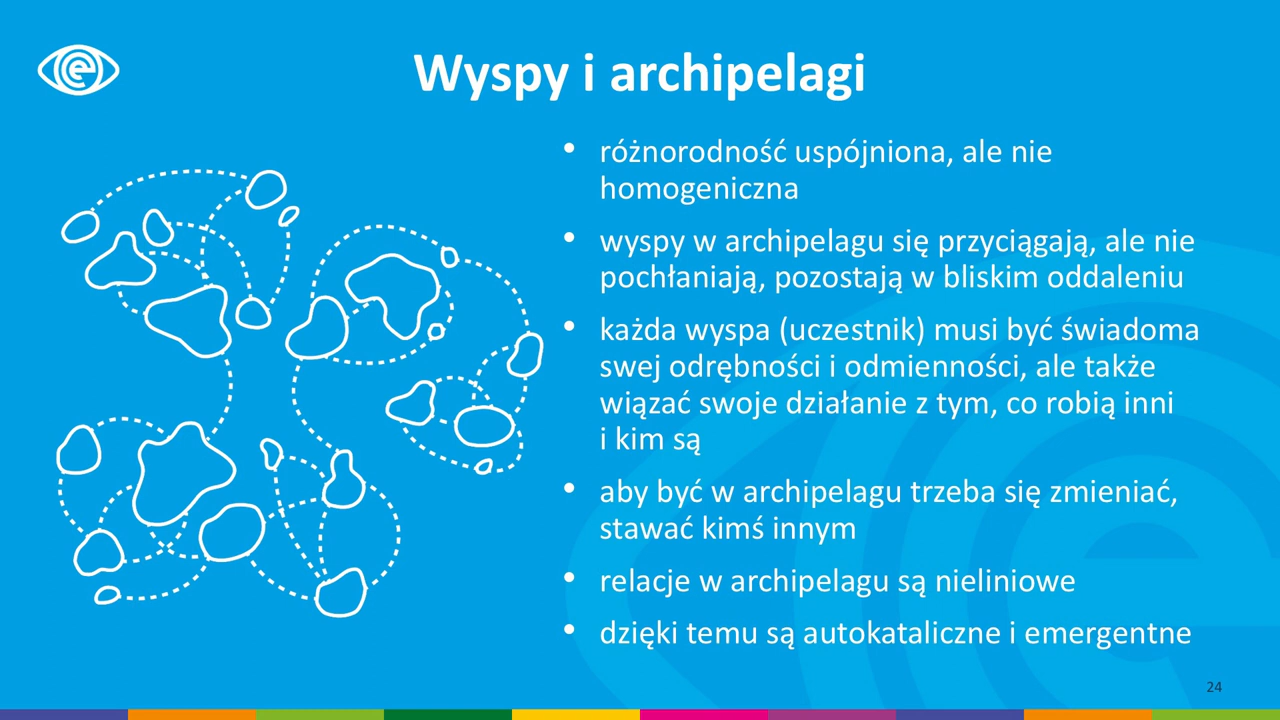 Wyspy i archipelagi
• różnorodność uspójniona, ale nie
homogeniczna
• wyspy w archipelagu się przyciągają, ale nie
pochłaniają, pozostają w bliskim oddaleniu
• każda wyspa (uczestnik) musi być świadoma
swej odrębności i odmienności, ale także
wiązać swoje działanie z tym, co robią inni
i kim są
• aby być w archipelagu trzeba się zmieniać,
stawać kimś innym
• relacje w archipelagu są nieliniowe
• dzięki temu są autokataliczne i emergentne
24